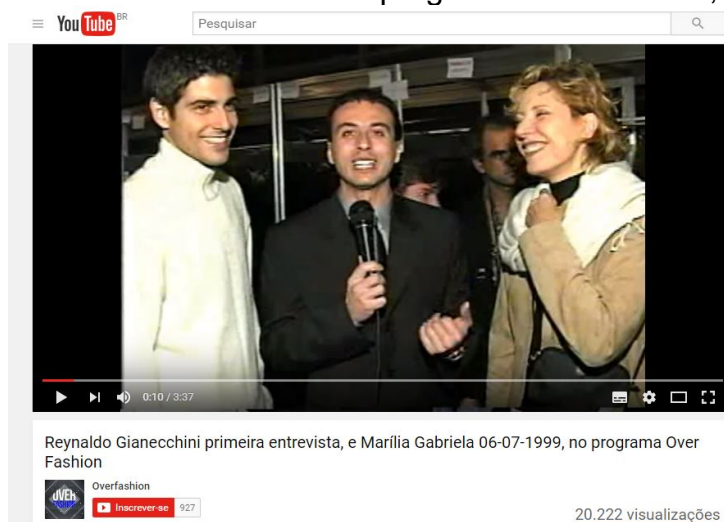 YouTube BR
Pesquisar
0:10 / 3:37
Reynaldo Gianecchini primeira entrevista, e Marília Gabriela 06-07-1999, no programa Over
Fashion
Overfashion
OVER
Inscrever-se 927
20.222 visualizações